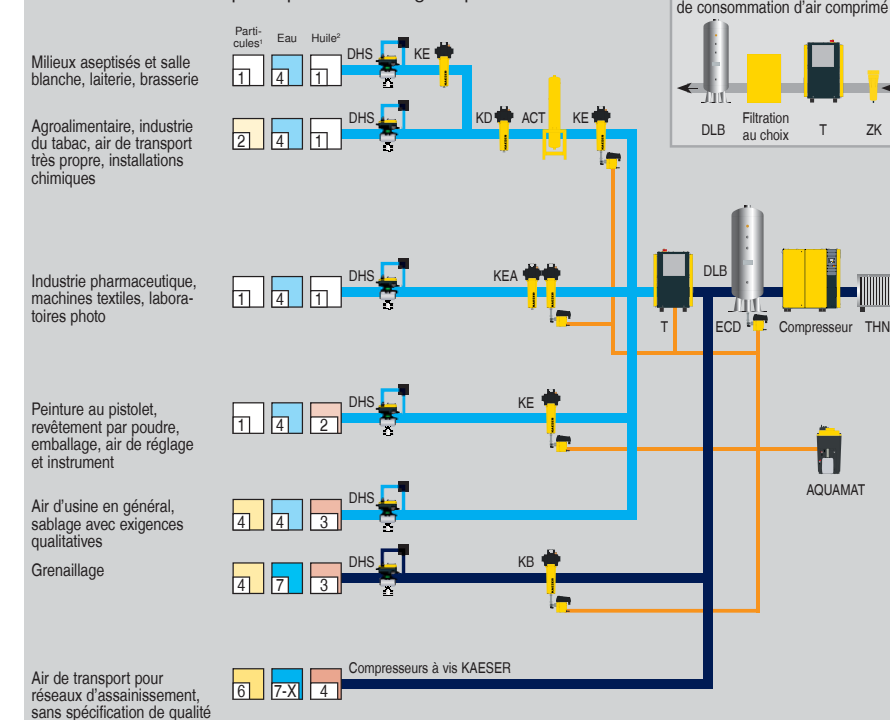 de consommation d'air comprimé
DLB
Filtration
au choix
T
ZK
Parti-
cules¹
Eau
Huile²
Milieux aseptisés et salle
blanche, laiterie, brasserie
1
4
1
DHS
KE
Agroalimentaire, industrie
du tabac, air de transport
très propre, installations
chimiques
2
4
1
DHS
KD
ACT
KE
Industrie pharmaceutique,
machines textiles, labora-
toires photo
1
4
1
DHS
KEA
T
DLB
ECD
Compresseur
THN
Peinture au pistolet,
revêtement par poudre,
emballage, air de réglage
et instrument
1
4
2
DHS
KE
AQUAMAT
Air d'usine en général,
sablage avec exigences
qualitatives
4
4
3
DHS
Grenaillage
4
7
3
DHS
KB
Air de transport pour
réseaux d'assainissement,
sans spécification de qualité
6
7-X
4
Compresseurs à vis KAESER